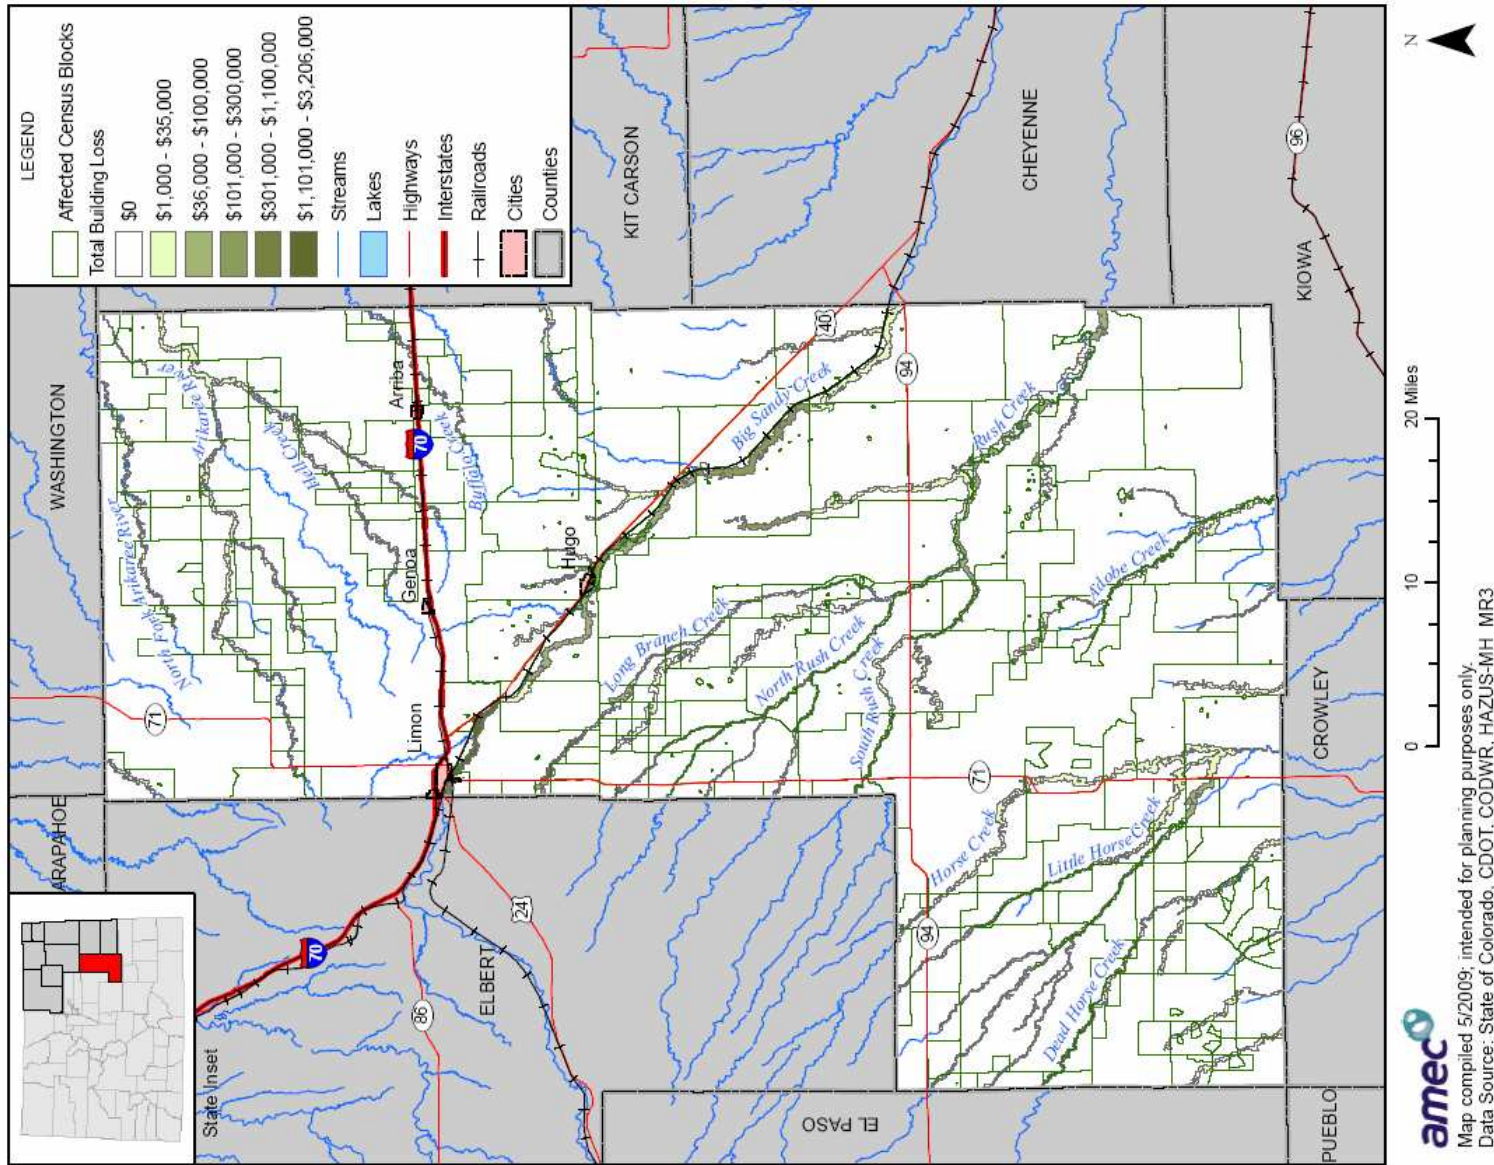 LEGEND
Affected Census Blocks
Total Building Loss
$0
$1,000 - $35,000
$36,000 - $100,000
$101,000 - $300,000
$301,000 - $1,100,000
$1,101,000 - $3,206,000
Streams
Lakes
Highways
Interstates
Railroads
Cities
Counties
State Inset
ARAPAHOE
WASHINGTON
KIT CARSON
CHEYENNE
KIOWA
CROWLEY
PUEBLO
EL PASO
ELBERT
North Fork Arikaree River
Arikaree River
Hell Creek
Buffalo Creek
Arriba
Genoa
Limon
Hugo
Big Sandy Creek
Rush Creek
Long Branch Creek
North Rush Creek
South Rush Creek
Adobe Creek
Horse Creek
Little Horse Creek
Dead Horse Creek
70
70
71
71
86
24
40
94
94
96
N
0 10 20 Miles
amec
Map compiled 5/2009; intended for planning purposes only.
Data Source: State of Colorado, CDOT, CODWR, HAZUS-MH MR3